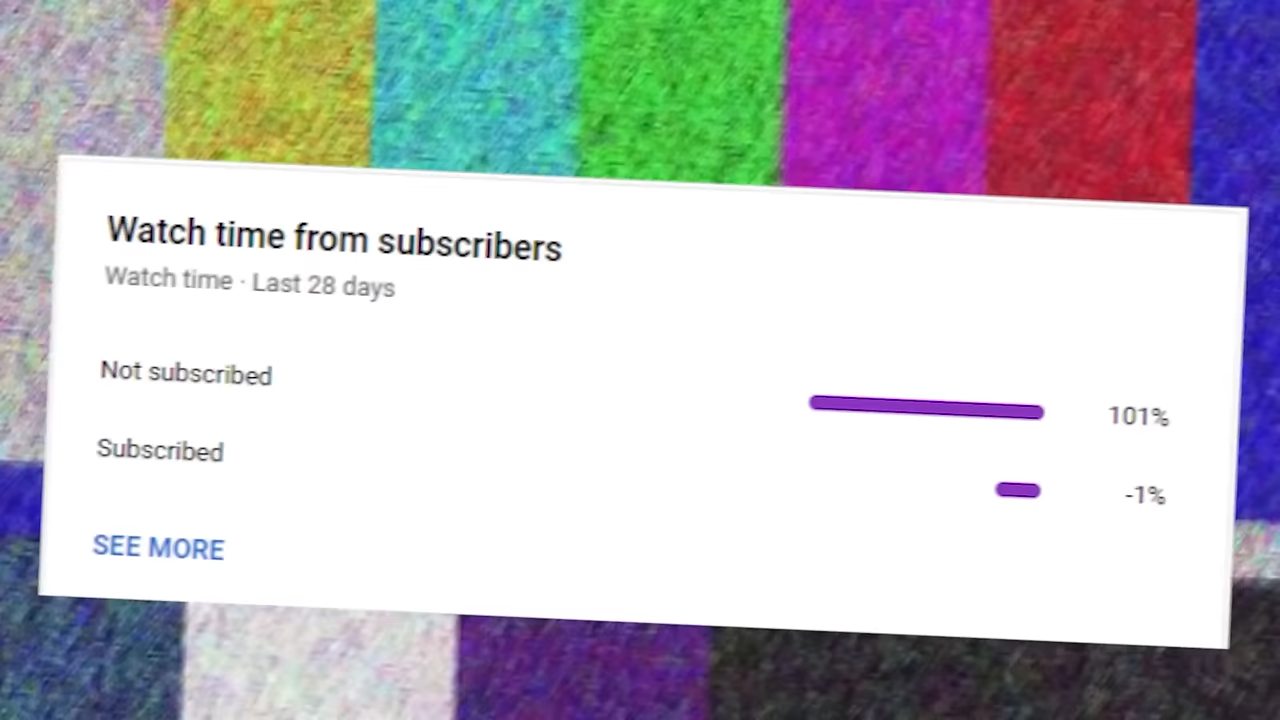 Watch time from subscribers
Watch time · Last 28 days
Not subscribed
101%
Subscribed
-1%
SEE MORE